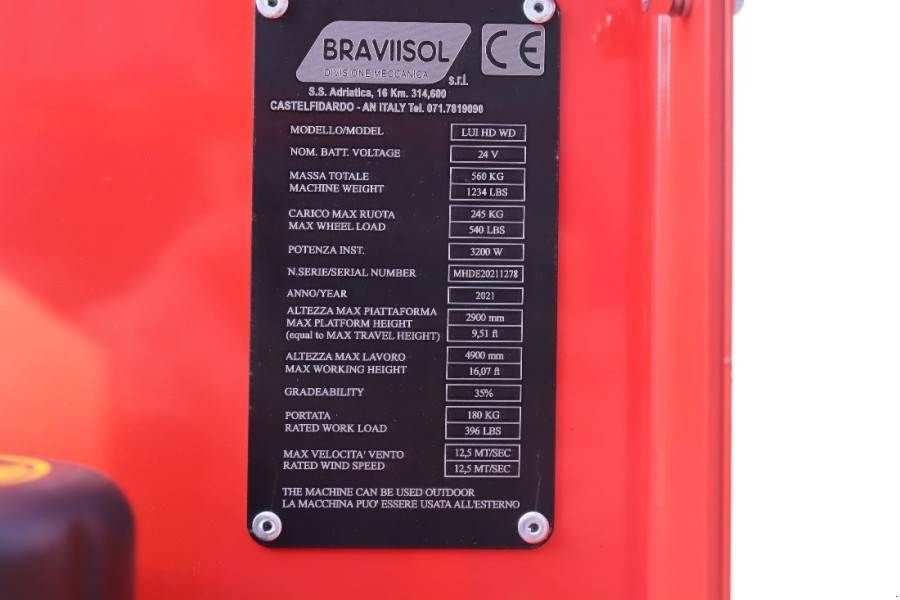 BRAVIISOL
DIVISIONE MECCANICA
s.r.l.
CE
S.S. Adriatica, 16 Km. 314,600
CASTELFIDARDO - AN ITALY Tel. 071.7819090
MODELLO/MODEL LUI HD WD
NOM. BATT. VOLTAGE 24 V
MASSA TOTALE 560 KG
MACHINE WEIGHT 1234 LBS
CARICO MAX RUOTA 245 KG
MAX WHEEL LOAD 540 LBS
POTENZA INST. 3200 W
N.SERIE/SERIAL NUMBER MHDE20211278
ANNO/YEAR 2021
ALTEZZA MAX PIATTAFORMA
MAX PLATFORM HEIGHT 2900 mm
(equal to MAX TRAVEL HEIGHT) 9,51 ft
ALTEZZA MAX LAVORO 4900 mm
MAX WORKING HEIGHT 16,07 ft
GRADEABILITY 35%
PORTATA 180 KG
RATED WORK LOAD 396 LBS
MAX VELOCITA' VENTO 12,5 MT/SEC
RATED WIND SPEED 12,5 MT/SEC
THE MACHINE CAN BE USED OUTDOOR
LA MACCHINA PUO' ESSERE USATA ALL'ESTERNO